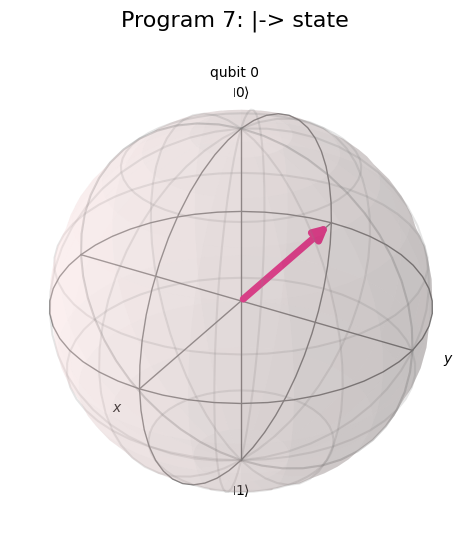 Program 7: |-> state
qubit 0
|0⟩
y
x
|1⟩